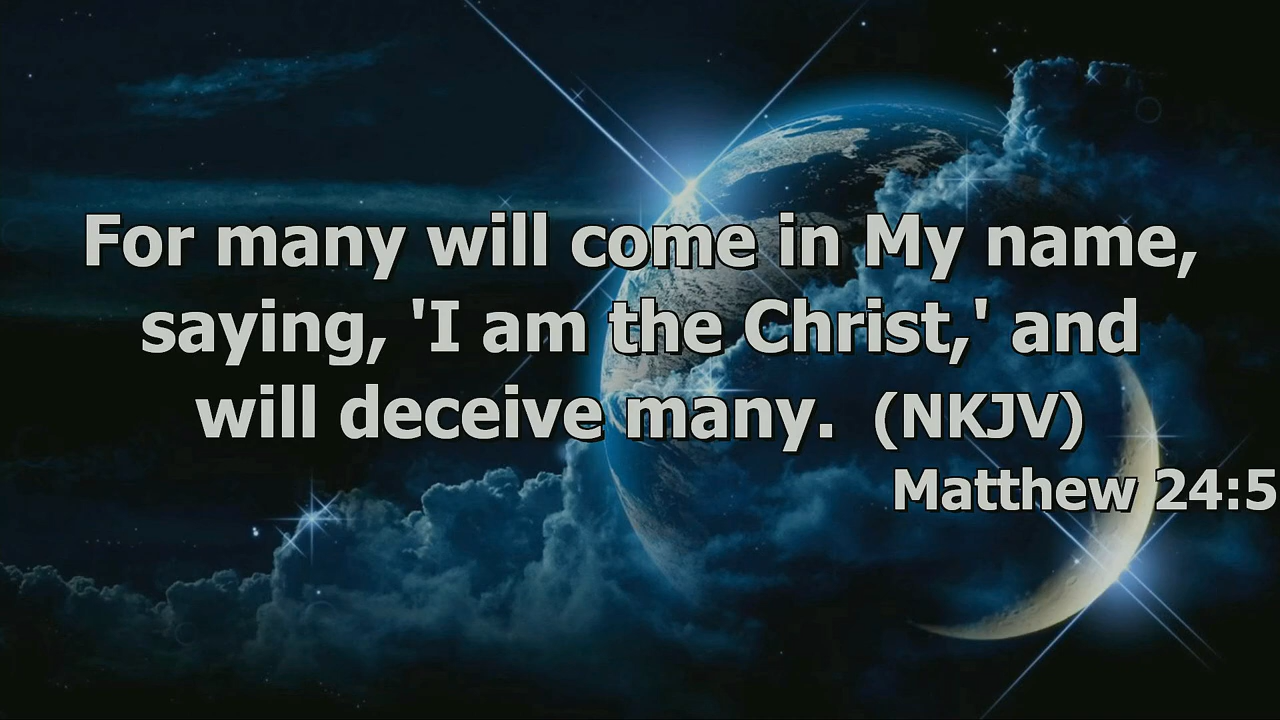 For many will come in My name,
saying, 'I am the Christ,' and
will deceive many. (NKJV)
Matthew 24:5